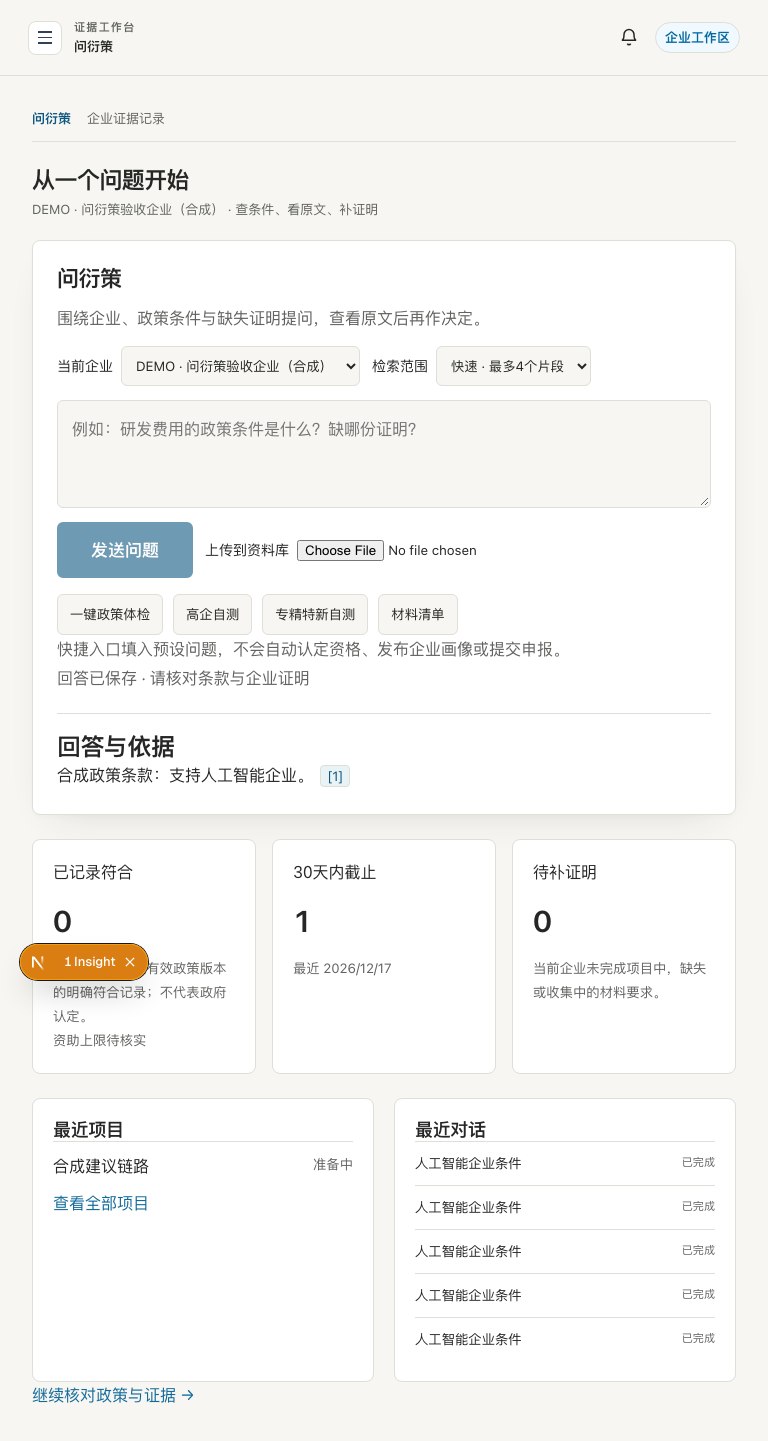 证据工作台
问衍策
企业工作区
问衍策 企业证据记录
从一个问题开始
DEMO · 问衍策验收企业（合成） · 查条件、看原文、补证明
问衍策
围绕企业、政策条件与缺失证明提问，查看原文后再作决定。
当前企业 DEMO · 问衍策验收企业（合成） 检索范围 快速 · 最多4个片段
例如：研发费用的政策条件是什么？缺哪份证明？
发送问题 上传到资料库 Choose File No file chosen
一键政策体检 高企自测 专精特新自测 材料清单
快捷入口填入预设问题，不会自动认定资格、发布企业画像或提交申报。
回答已保存 · 请核对条款与企业证明
回答与依据
合成政策条款：支持人工智能企业。 [1]
已记录符合
0
有效政策版本
的明确符合记录；不代表政府
认定。
资助上限待核实
1 Insight
30天内截止
1
最近 2026/12/17
待补证明
0
当前企业未完成项目中，缺失
或收集中的材料要求。
最近项目
合成建议链路 准备中
查看全部项目
最近对话
人工智能企业条件 已完成
人工智能企业条件 已完成
人工智能企业条件 已完成
人工智能企业条件 已完成
人工智能企业条件 已完成
继续核对政策与证据 →